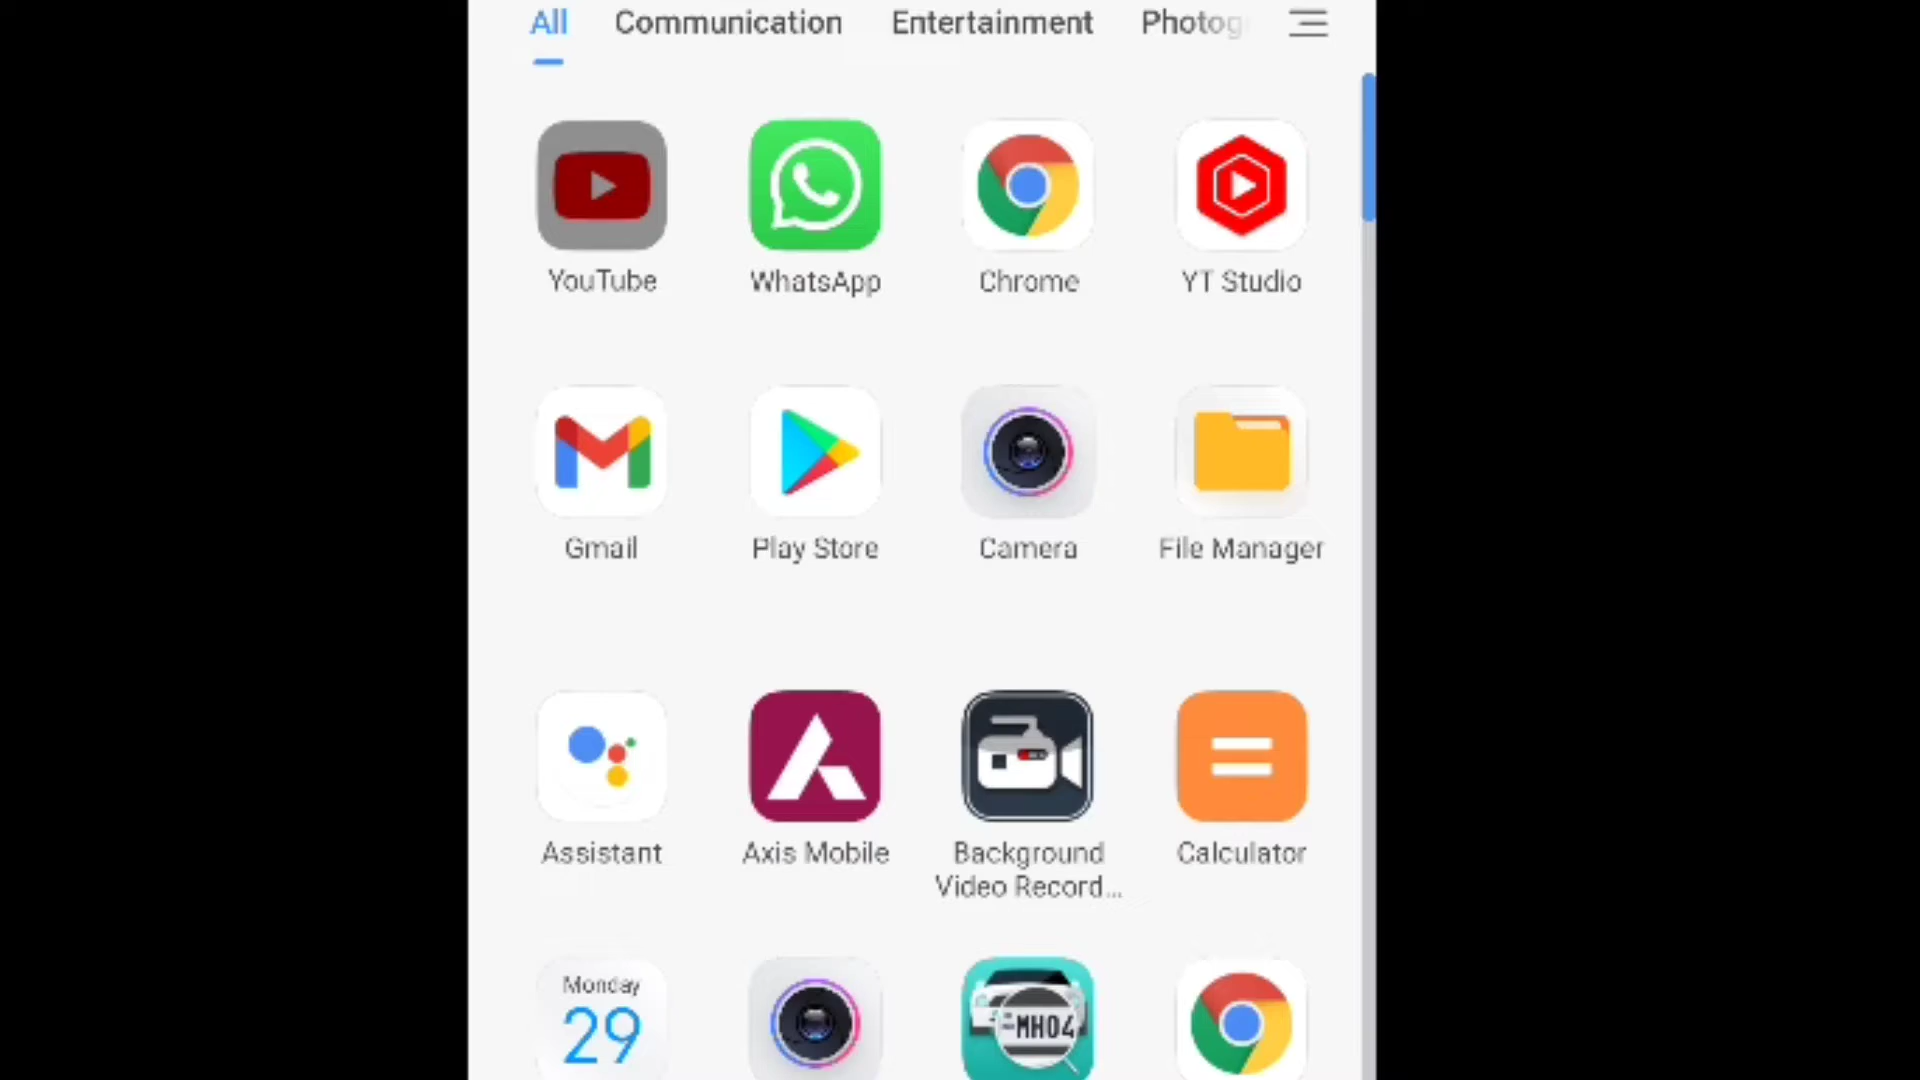 All Communication Entertainment Photog
YouTube WhatsApp Chrome YT Studio
Gmail Play Store Camera File Manager
Assistant Axis Mobile Background Calculator
Video Record...
Monday
29
MH04